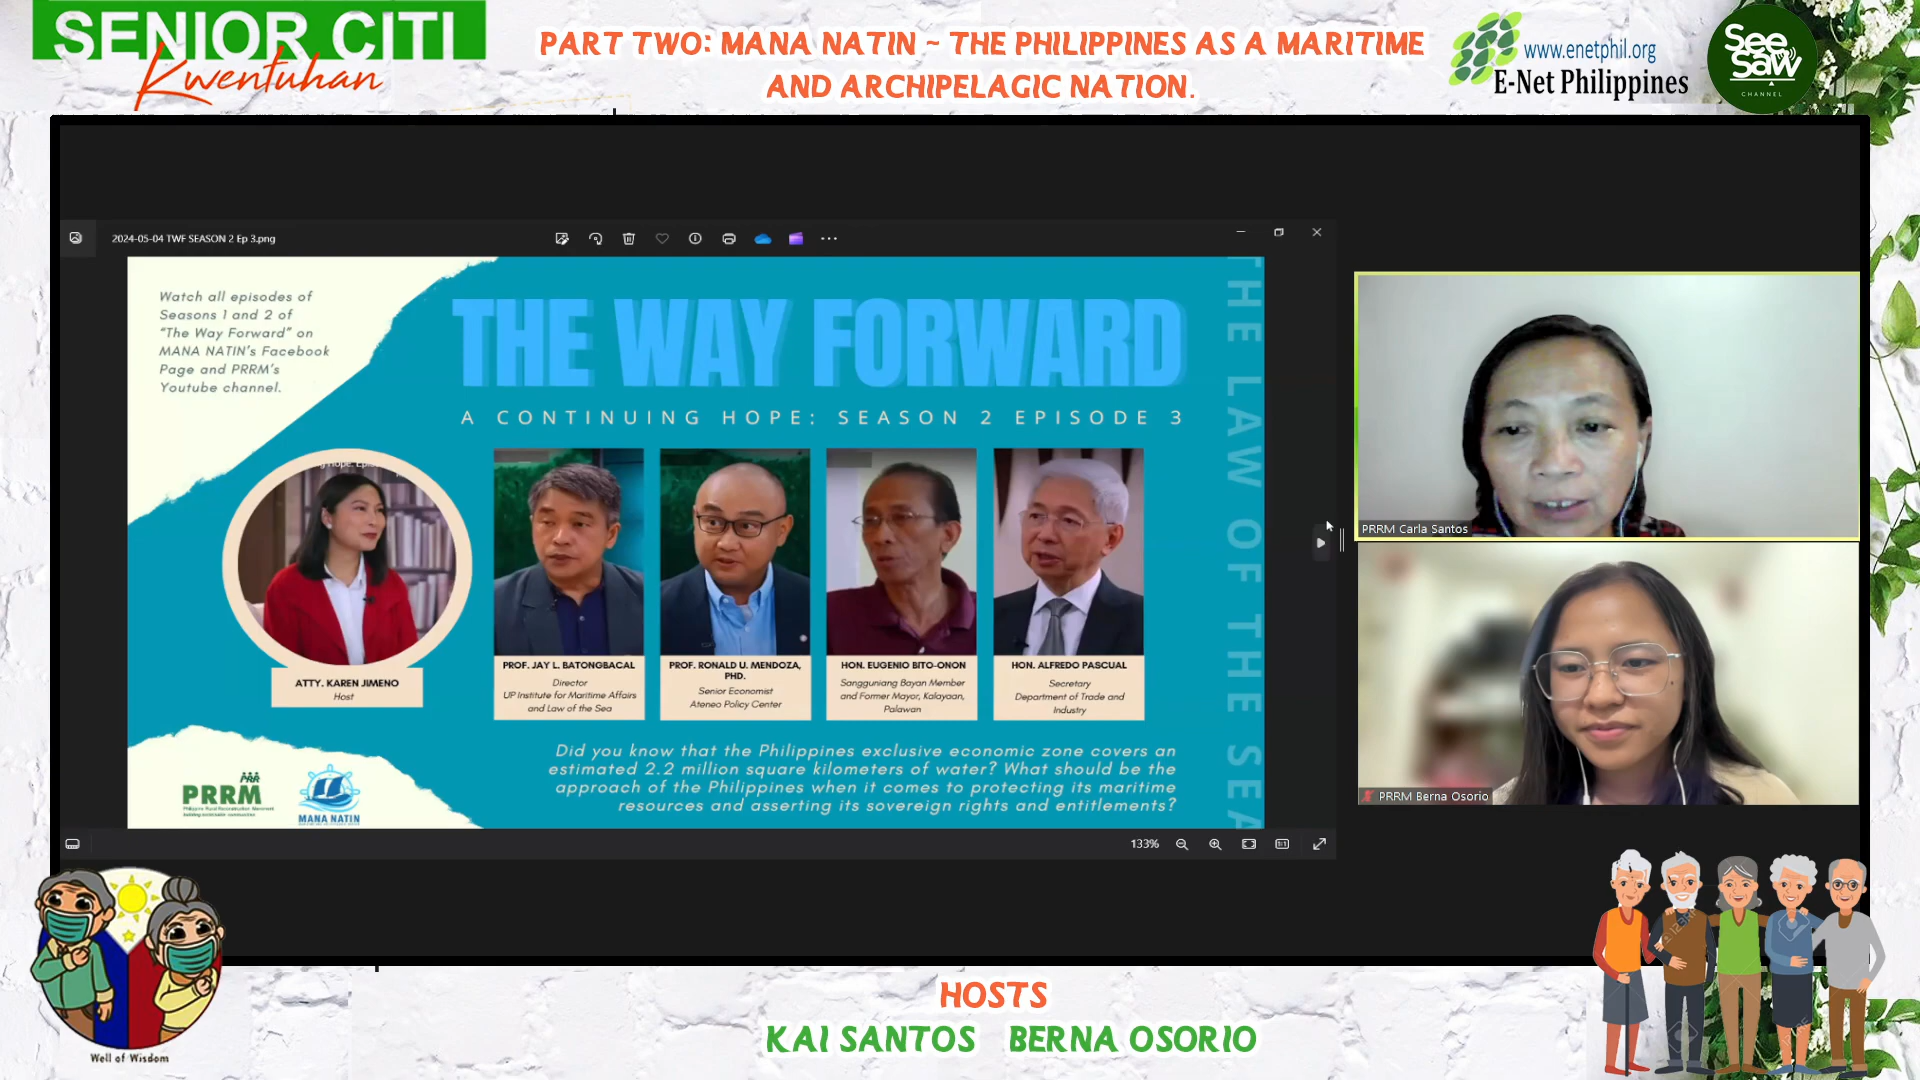 SENIOR CITI
Kwentuhan
PART TWO: MANA NATIN ~ THE PHILIPPINES AS A MARITIME
AND ARCHIPELAGIC NATION.
www.enetphil.org
E-Net Philippines
See
Saw
CHANNEL
2024-05-04 TWF SEASON 2 Ep 3.png
Watch all episodes of
Seasons 1 and 2 of
"The Way Forward" on
MANA NATIN's Facebook
Page and PRRM's
Youtube channel.
THE WAY FORWARD
A CONTINUING HOPE: SEASON 2 EPISODE 3
THE LAW OF THE SEA
ATTY. KAREN JIMENO
Host
PROF. JAY L. BATONGBACAL
Director
UP Institute for Maritime Affairs
and Law of the Sea
PROF. RONALD U. MENDOZA,
PHD.
Senior Economist
Ateneo Policy Center
HON. EUGENIO BITO-ONON
Sangguniang Bayan Member
and Former Mayor, Kalayaan,
Palawan
HON. ALFREDO PASCUAL
Secretary
Department of Trade and
Industry
Did you know that the Philippines exclusive economic zone covers an
estimated 2.2 million square kilometers of water? What should be the
approach of the Philippines when it comes to protecting its maritime
resources and asserting its sovereign rights and entitlements?
PRRM
Philippine Rural Reconstruction Movement
MANA NATIN
133%
PRRM Carla Santos
PRRM Berna Osorio
Well of Wisdom
HOSTS
KAI SANTOS BERNA OSORIO